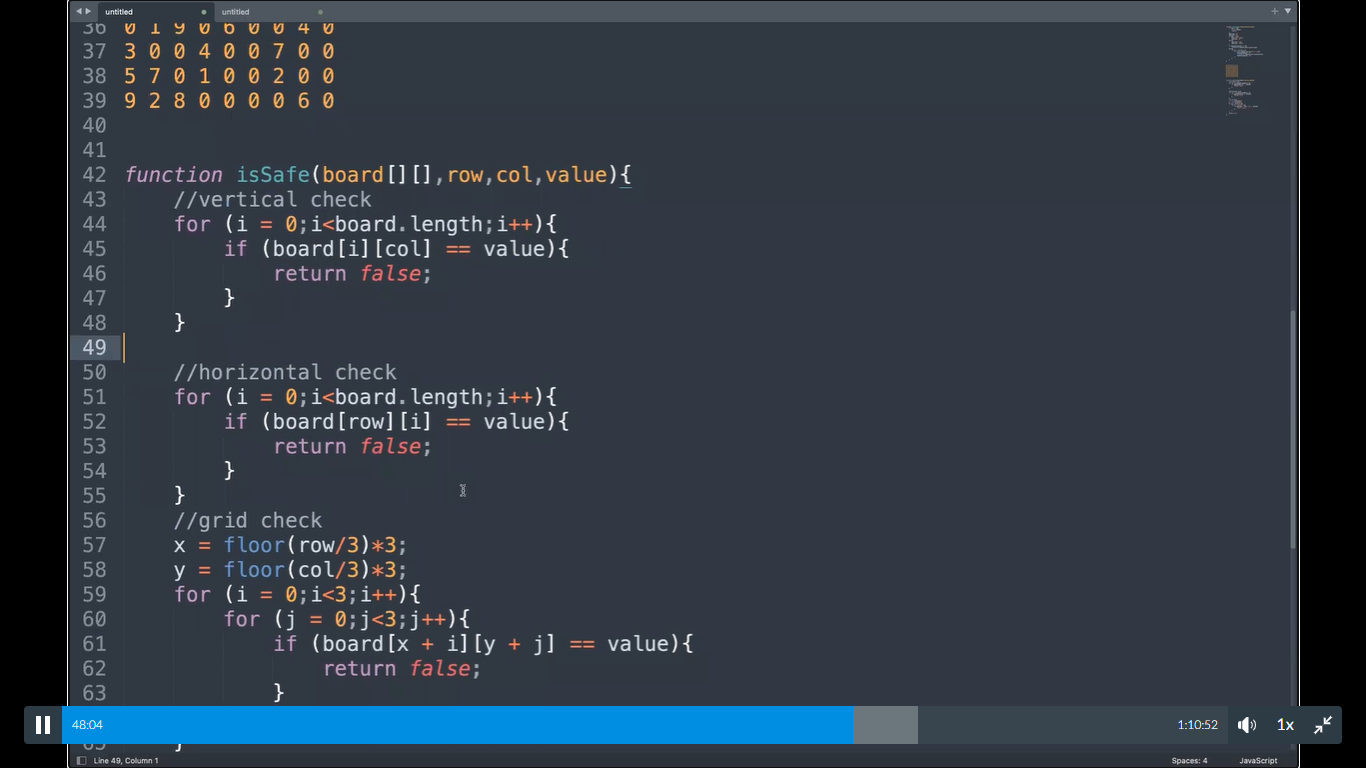 untitled untitled
36 0 1 9 0 6 0 0 4 0
37 3 0 0 4 0 0 7 0 0
38 5 7 0 1 0 0 2 0 0
39 9 2 8 0 0 0 0 6 0
40
41
42 function isSafe(board[][],row,col,value){
43 //vertical check
44 for (i = 0;i<board.length;i++){
45 if (board[i][col] == value){
46 return false;
47 }
48 }
49
50 //horizontal check
51 for (i = 0;i<board.length;i++){
52 if (board[row][i] == value){
53 return false;
54 }
55 }
56 //grid check
57 x = floor(row/3)*3;
58 y = floor(col/3)*3;
59 for (i = 0;i<3;i++){
60 for (j = 0;j<3;j++){
61 if (board[x + i][y + j] == value){
62 return false;
63 }
48:04 1:10:52 1x
65 }
Line 49, Column 1 Spaces: 4 JavaScript